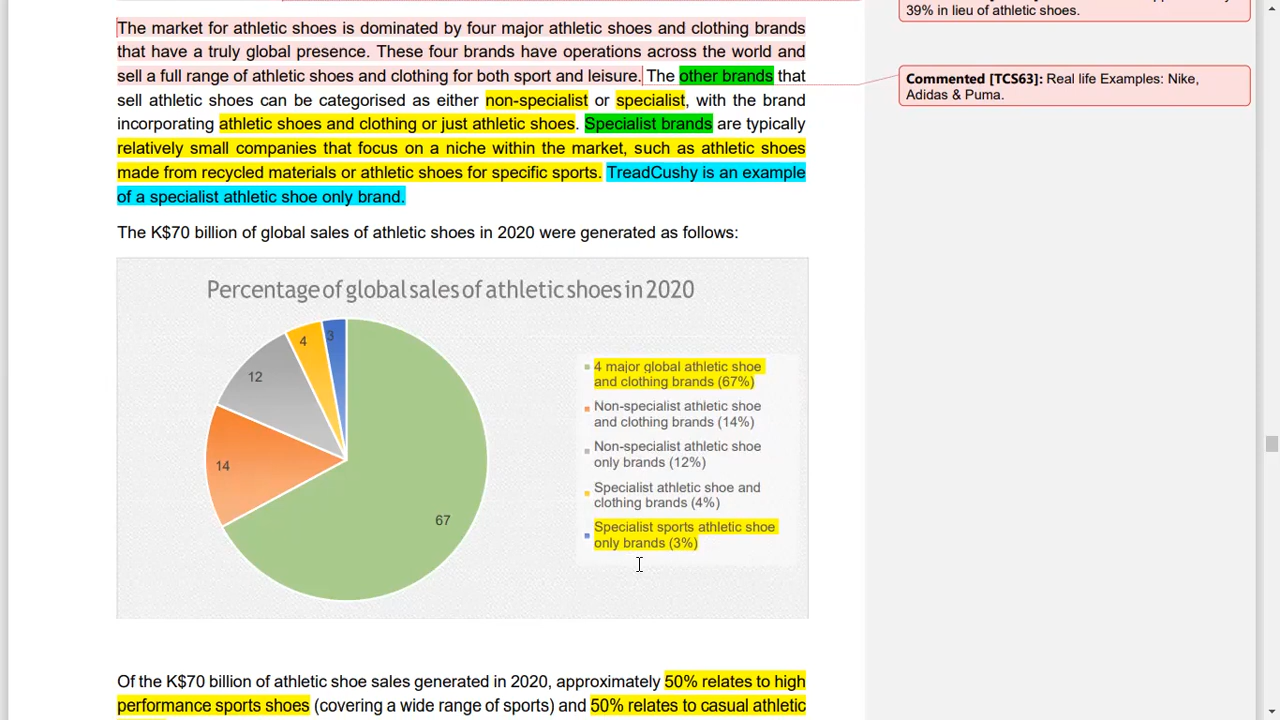 The market for athletic shoes is dominated by four major athletic shoes and clothing brands
that have a truly global presence. These four brands have operations across the world and
sell a full range of athletic shoes and clothing for both sport and leisure. The other brands that
sell athletic shoes can be categorised as either non-specialist or specialist, with the brand
incorporating athletic shoes and clothing or just athletic shoes. Specialist brands are typically
relatively small companies that focus on a niche within the market, such as athletic shoes
made from recycled materials or athletic shoes for specific sports. TreadCushy is an example
of a specialist athletic shoe only brand.
The K$70 billion of global sales of athletic shoes in 2020 were generated as follows:
Percentage of global sales of athletic shoes in 2020
3
4
12
14
67
4 major global athletic shoe
and clothing brands (67%)
Non-specialist athletic shoe
and clothing brands (14%)
Non-specialist athletic shoe
only brands (12%)
Specialist athletic shoe and
clothing brands (4%)
Specialist sports athletic shoe
only brands (3%)
Of the K$70 billion of athletic shoe sales generated in 2020, approximately 50% relates to high
performance sports shoes (covering a wide range of sports) and 50% relates to casual athletic
39% in lieu of athletic shoes.
Commented [TCS63]: Real life Examples: Nike,
Adidas & Puma.